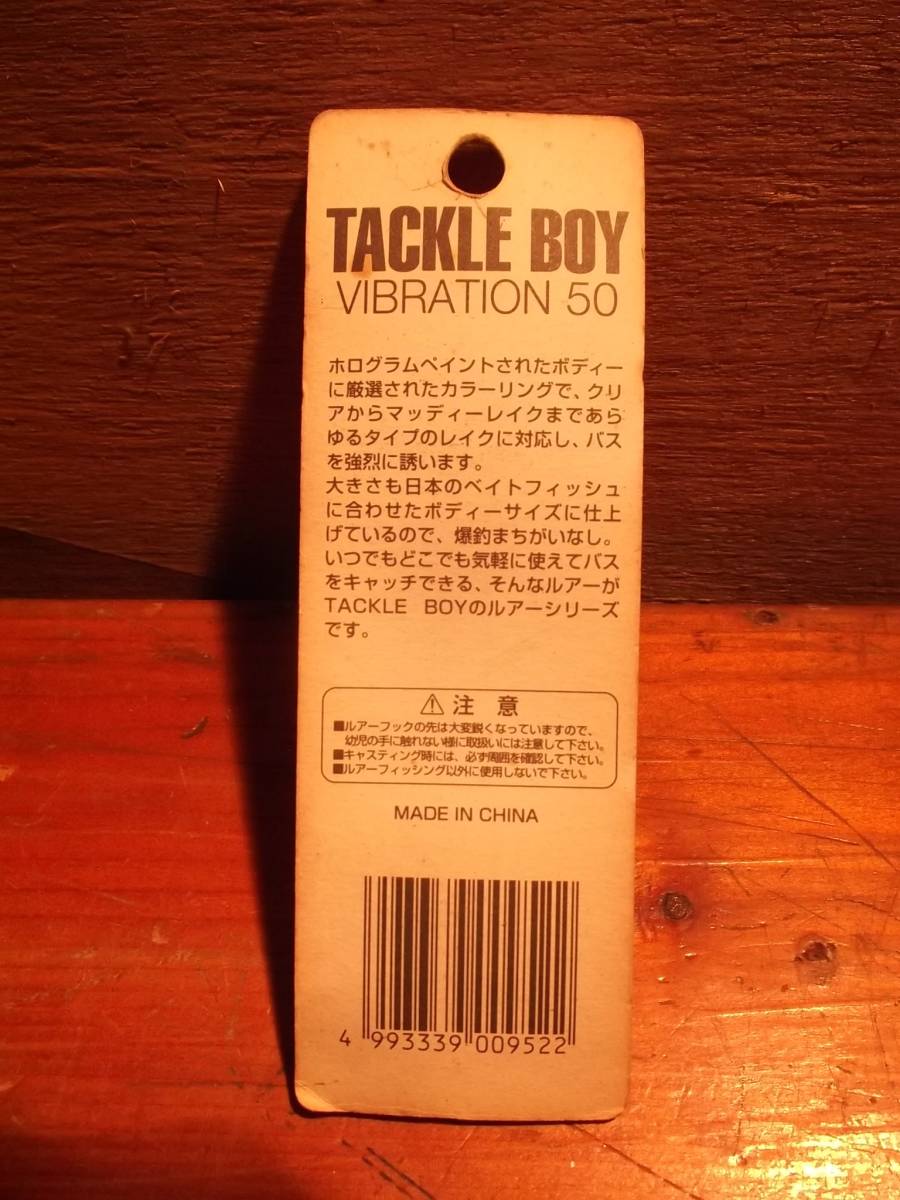 TACKLE BOY
VIBRATION 50
ホログラムペイントされたボディー
に厳選されたカラーリングで、クリ
アからマッディーレイクまであら
ゆるタイプのレイクに対応し、バス
を強烈に誘います。
大きさも日本のベイトフィッシュ
に合わせたボディーサイズに仕上
げているので、爆釣まちがいなし。
いつでもどこでも気軽に使えてバス
をキャッチできる、そんなルアーが
TACKLE BOYのルアーシリーズ
です。
⚠ 注 意
■ルアーフックの先は大変鋭くなっていますので、
幼児の手に触れない様に取扱いには注意して下さい。
■キャスティング時には、必ず周囲を確認して下さい。
■ルアーフィッシング以外に使用しないで下さい。
MADE IN CHINA
4 993339 009522